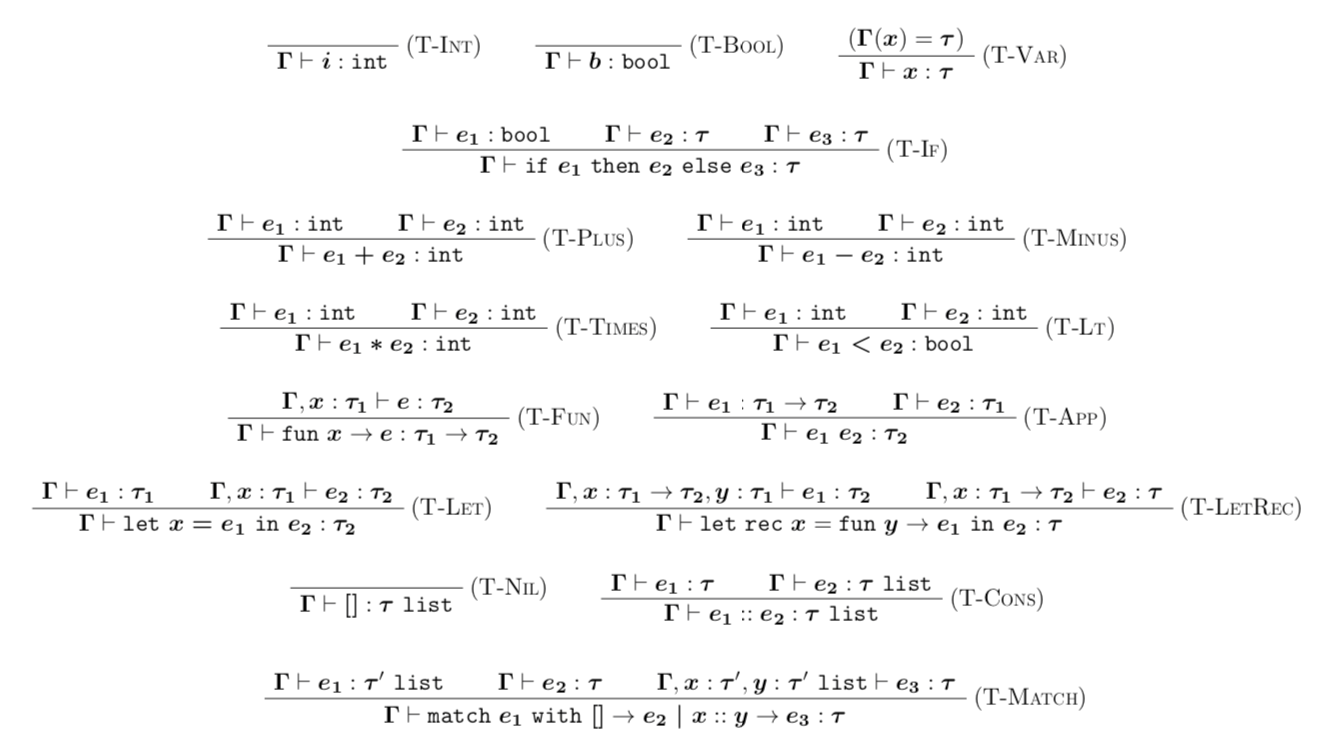 Γ ⊢ i : int (T-Int) Γ ⊢ b : bool (T-Bool) (Γ(x) = τ)
Γ ⊢ x : τ (T-Var)
Γ ⊢ e₁ : bool Γ ⊢ e₂ : τ Γ ⊢ e₃ : τ
Γ ⊢ if e₁ then e₂ else e₃ : τ (T-If)
Γ ⊢ e₁ : int Γ ⊢ e₂ : int
Γ ⊢ e₁ + e₂ : int (T-Plus)
Γ ⊢ e₁ : int Γ ⊢ e₂ : int
Γ ⊢ e₁ − e₂ : int (T-Minus)
Γ ⊢ e₁ : int Γ ⊢ e₂ : int
Γ ⊢ e₁ * e₂ : int (T-Times)
Γ ⊢ e₁ : int Γ ⊢ e₂ : int
Γ ⊢ e₁ < e₂ : bool (T-Lt)
Γ, x : τ₁ ⊢ e : τ₂
Γ ⊢ fun x → e : τ₁ → τ₂ (T-Fun)
Γ ⊢ e₁ : τ₁ → τ₂ Γ ⊢ e₂ : τ₁
Γ ⊢ e₁ e₂ : τ₂ (T-App)
Γ ⊢ e₁ : τ₁ Γ, x : τ₁ ⊢ e₂ : τ₂
Γ ⊢ let x = e₁ in e₂ : τ₂ (T-Let)
Γ, x : τ₁ → τ₂, y : τ₁ ⊢ e₁ : τ₂ Γ, x : τ₁ → τ₂ ⊢ e₂ : τ
Γ ⊢ let rec x = fun y → e₁ in e₂ : τ (T-LetRec)
Γ ⊢ [] : τ list (T-Nil)
Γ ⊢ e₁ : τ Γ ⊢ e₂ : τ list
Γ ⊢ e₁ :: e₂ : τ list (T-Cons)
Γ ⊢ e₁ : τ′ list Γ ⊢ e₂ : τ Γ, x : τ′, y : τ′ list ⊢ e₃ : τ
Γ ⊢ match e₁ with [] → e₂ | x :: y → e₃ : τ (T-Match)